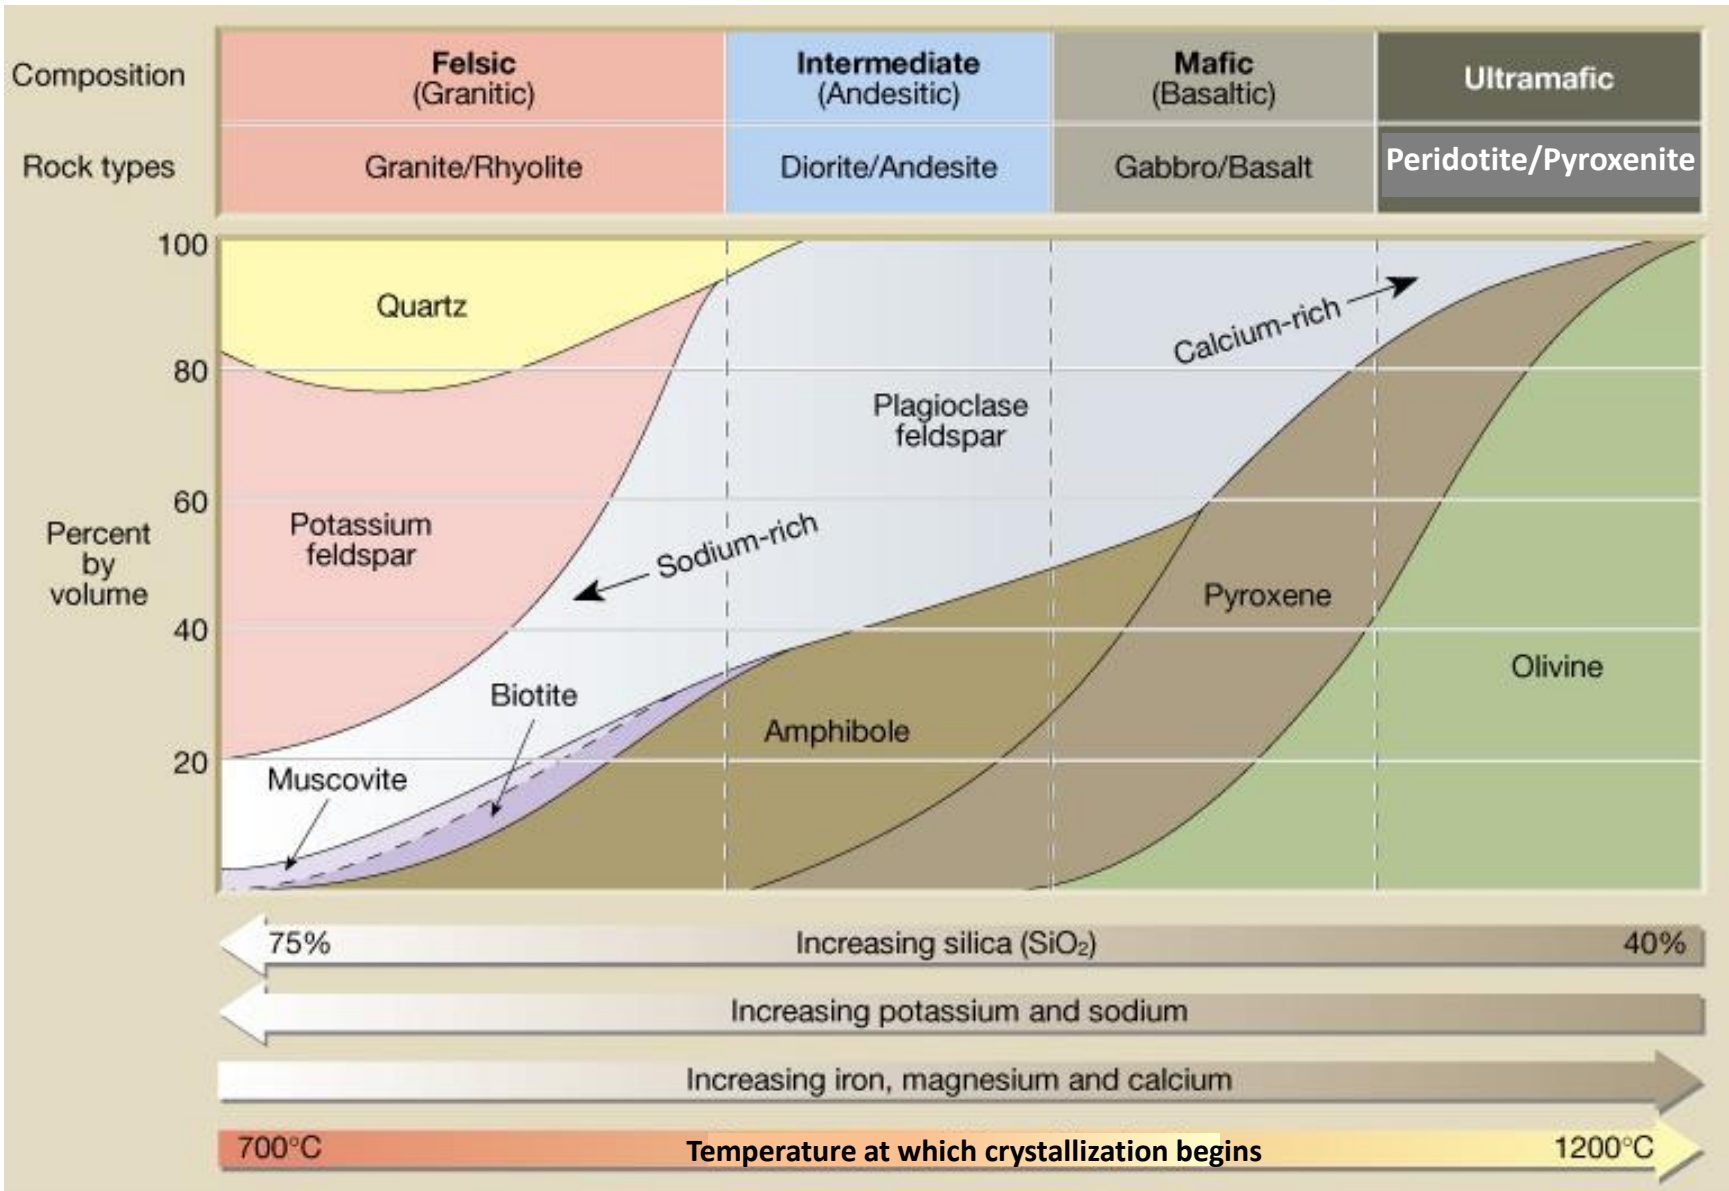 Composition
Felsic
(Granitic)
Intermediate
(Andesitic)
Mafic
(Basaltic)
Ultramafic
Rock types
Granite/Rhyolite
Diorite/Andesite
Gabbro/Basalt
Peridotite/Pyroxenite
100
80
60
40
20
Percent
by
volume
Quartz
Calcium-rich
Plagioclase
feldspar
Potassium
feldspar
Sodium-rich
Pyroxene
Olivine
Biotite
Amphibole
Muscovite
75%
Increasing silica (SiO₂)
40%
Increasing potassium and sodium
Increasing iron, magnesium and calcium
700°C
Temperature at which crystallization begins
1200°C